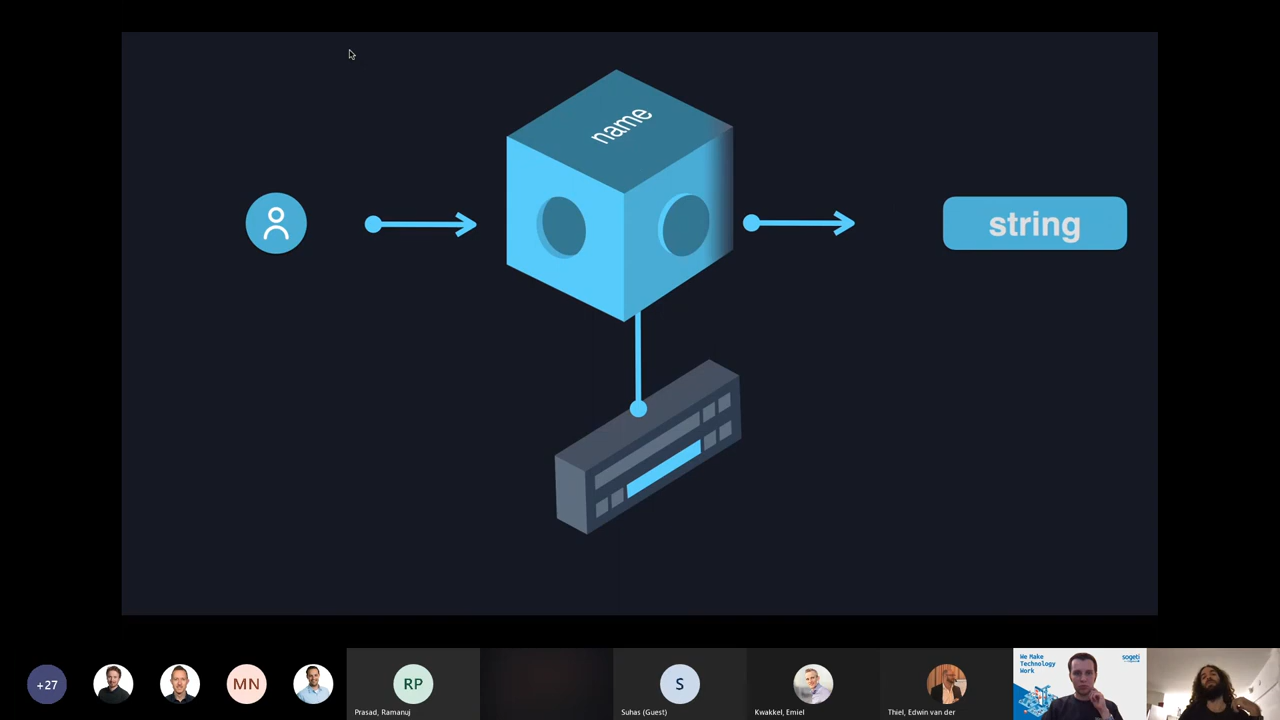 name
string
+27
MN
RP
Prasad, Ramanuj
S
Suhas (Guest)
Kwakkel, Emiel
Thiel, Edwin van der
We Make
Technology
Work
sogeti